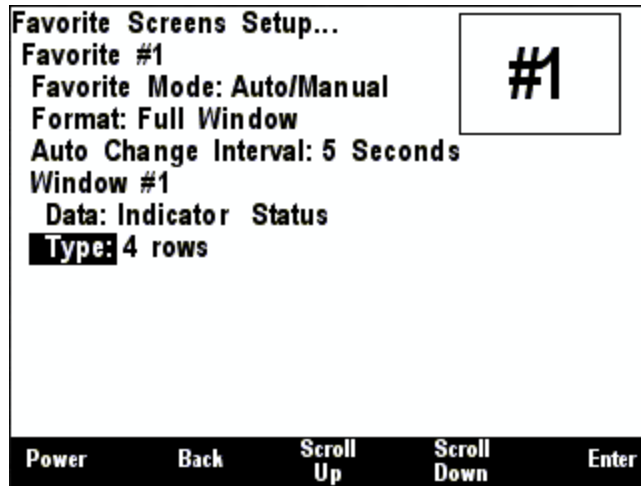 Favorite Screens Setup...
#1
Favorite #1
Favorite Mode: Auto/Manual
Format: Full Window
Auto Change Interval: 5 Seconds
Window #1
Data: Indicator Status
Type: 4 rows
Power Back Scroll Up Scroll Down Enter